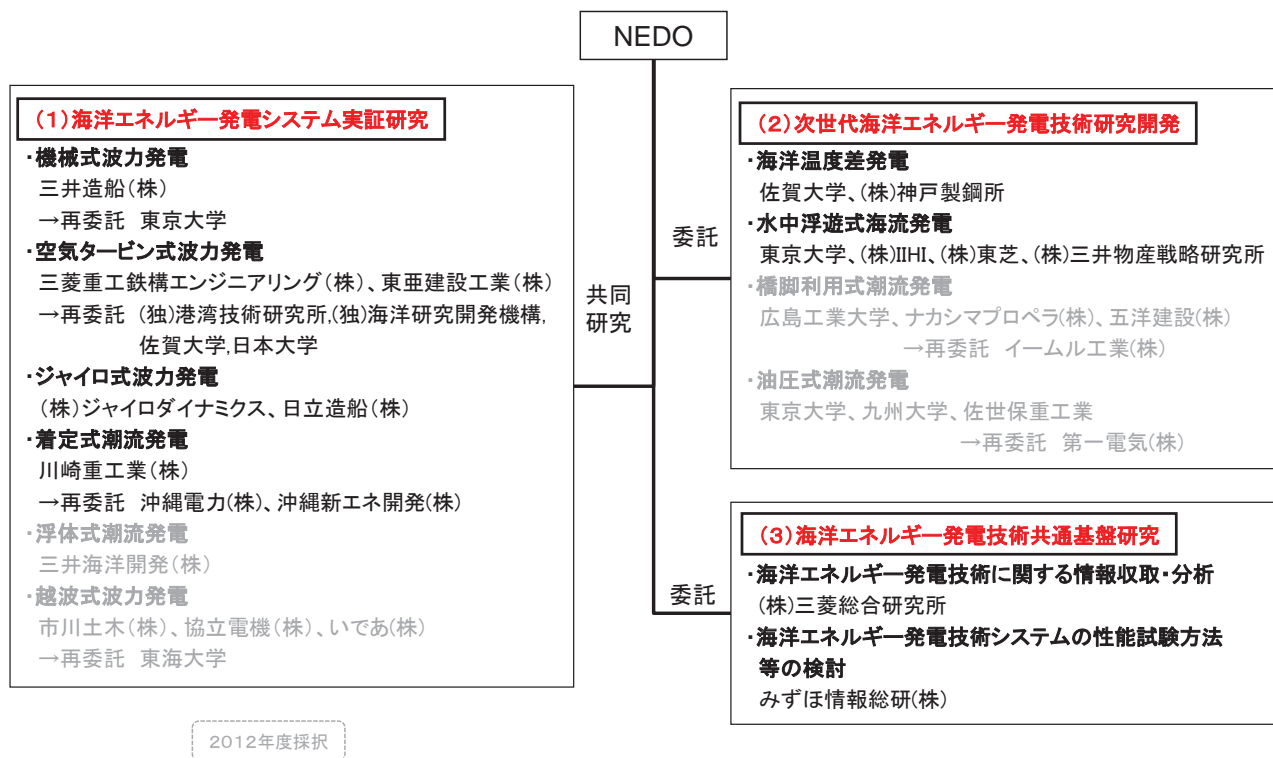 NEDO
(1)海洋エネルギー発電システム実証研究
・機械式波力発電
三井造船(株)
→再委託 東京大学
・空気タービン式波力発電
三菱重工鉄構エンジニアリング(株)、東亜建設工業(株)
→再委託 (独)港湾技術研究所,(独)海洋研究開発機構,
佐賀大学,日本大学
・ジャイロ式波力発電
(株)ジャイロダイナミクス、日立造船(株)
・着定式潮流発電
川崎重工業(株)
→再委託 沖縄電力(株)、沖縄新エネ開発(株)
・浮体式潮流発電
三井海洋開発(株)
・越波式波力発電
市川土木(株)、協立電機(株)、いであ(株)
→再委託 東海大学
2012年度採択
共同
研究
委託
(2)次世代海洋エネルギー発電技術研究開発
・海洋温度差発電
佐賀大学、(株)神戸製鋼所
・水中浮遊式海流発電
東京大学、(株)IIHI、(株)東芝、(株)三井物産戦略研究所
・橋脚利用式潮流発電
広島工業大学、ナカシマプロペラ(株)、五洋建設(株)
→再委託 イームル工業(株)
・油圧式潮流発電
東京大学、九州大学、佐世保重工業
→再委託 第一電気(株)
委託
(3)海洋エネルギー発電技術共通基盤研究
・海洋エネルギー発電技術に関する情報収取・分析
(株)三菱総合研究所
・海洋エネルギー発電技術システムの性能試験方法
等の検討
みずほ情報総研(株)